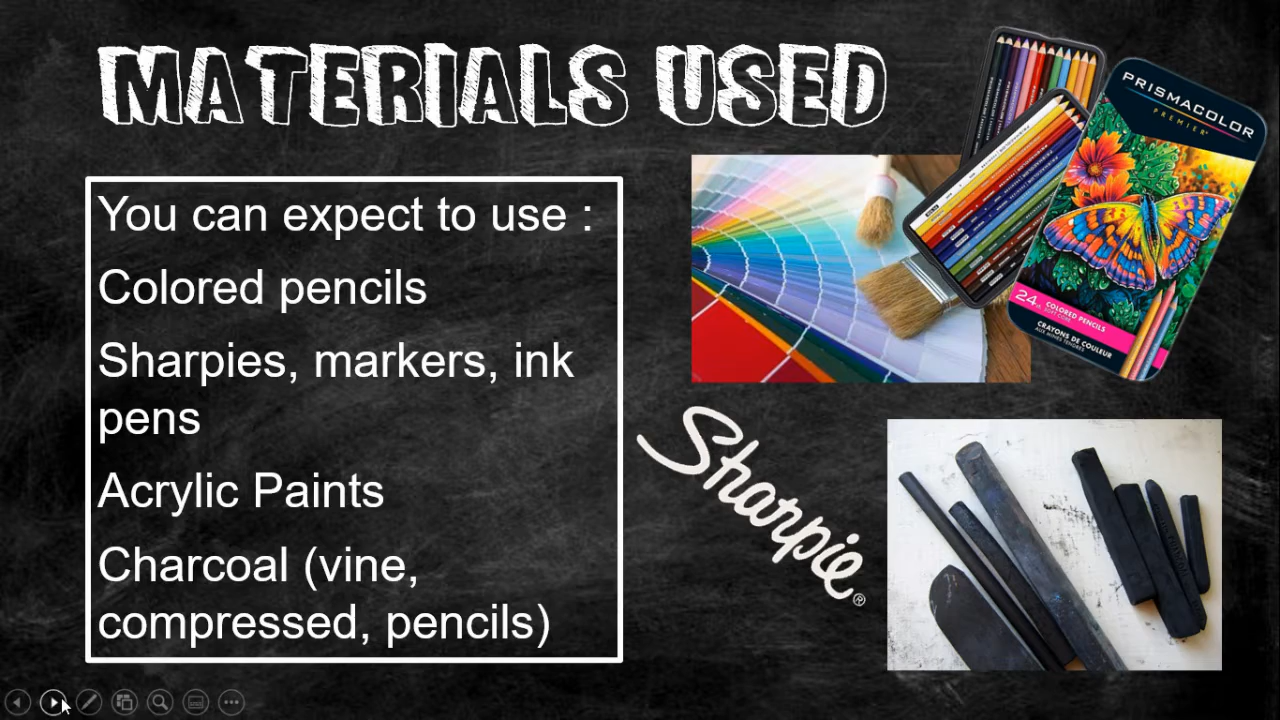 MATERIALS USED
You can expect to use :
Colored pencils
Sharpies, markers, ink
pens
Acrylic Paints
Charcoal (vine,
compressed, pencils)
PRISMACOLOR
PREMIER
24
COLORED PENCILS
CRAYONS DE COULEUR
Sharpie®